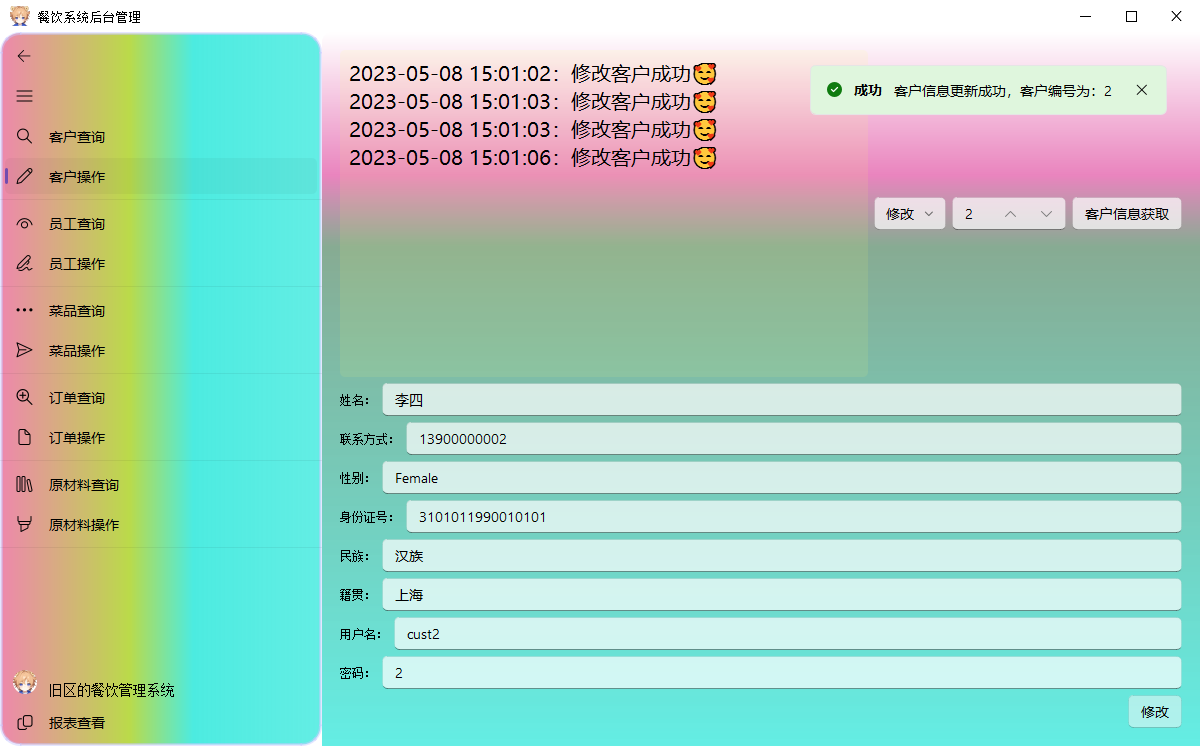 餐饮系统后台管理
客户查询
客户操作
员工查询
员工操作
菜品查询
菜品操作
订单查询
订单操作
原材料查询
原材料操作
旧区的餐饮管理系统
报表查看
2023-05-08 15:01:02：修改客户成功🥰
2023-05-08 15:01:03：修改客户成功🥰
2023-05-08 15:01:03：修改客户成功🥰
2023-05-08 15:01:06：修改客户成功🥰
成功 客户信息更新成功，客户编号为：2
修改 2 客户信息获取
姓名： 李四
联系方式： 13900000002
性别： Female
身份证号： 3101011990010101
民族： 汉族
籍贯： 上海
用户名： cust2
密码： 2
修改